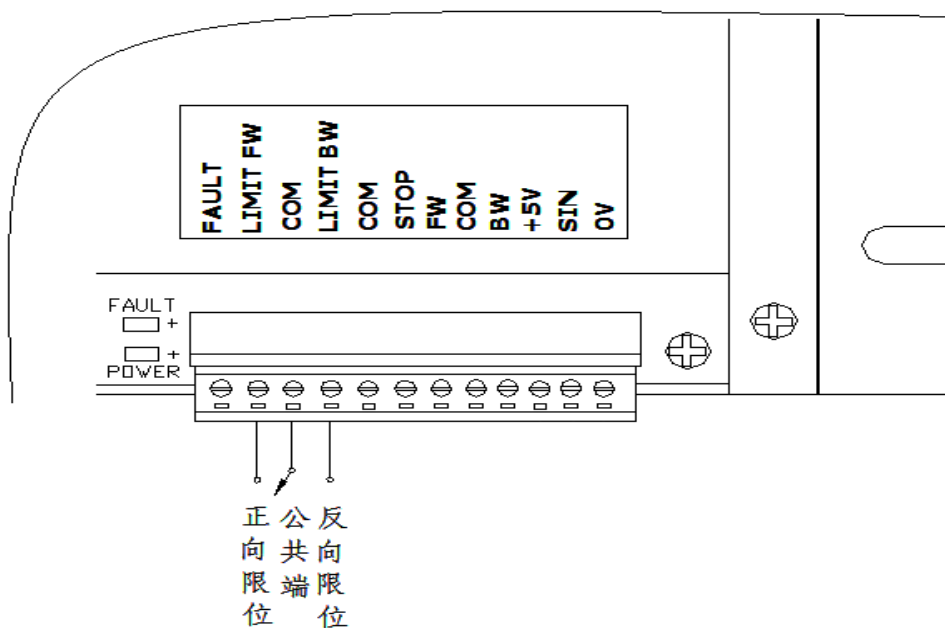 FAULT
LIMIT FW
COM
LIMIT BW
COM
STOP
FW
COM
BW
+5V
SIN
0V
FAULT
+
+
POWER
正向限位
公共端
反向限位